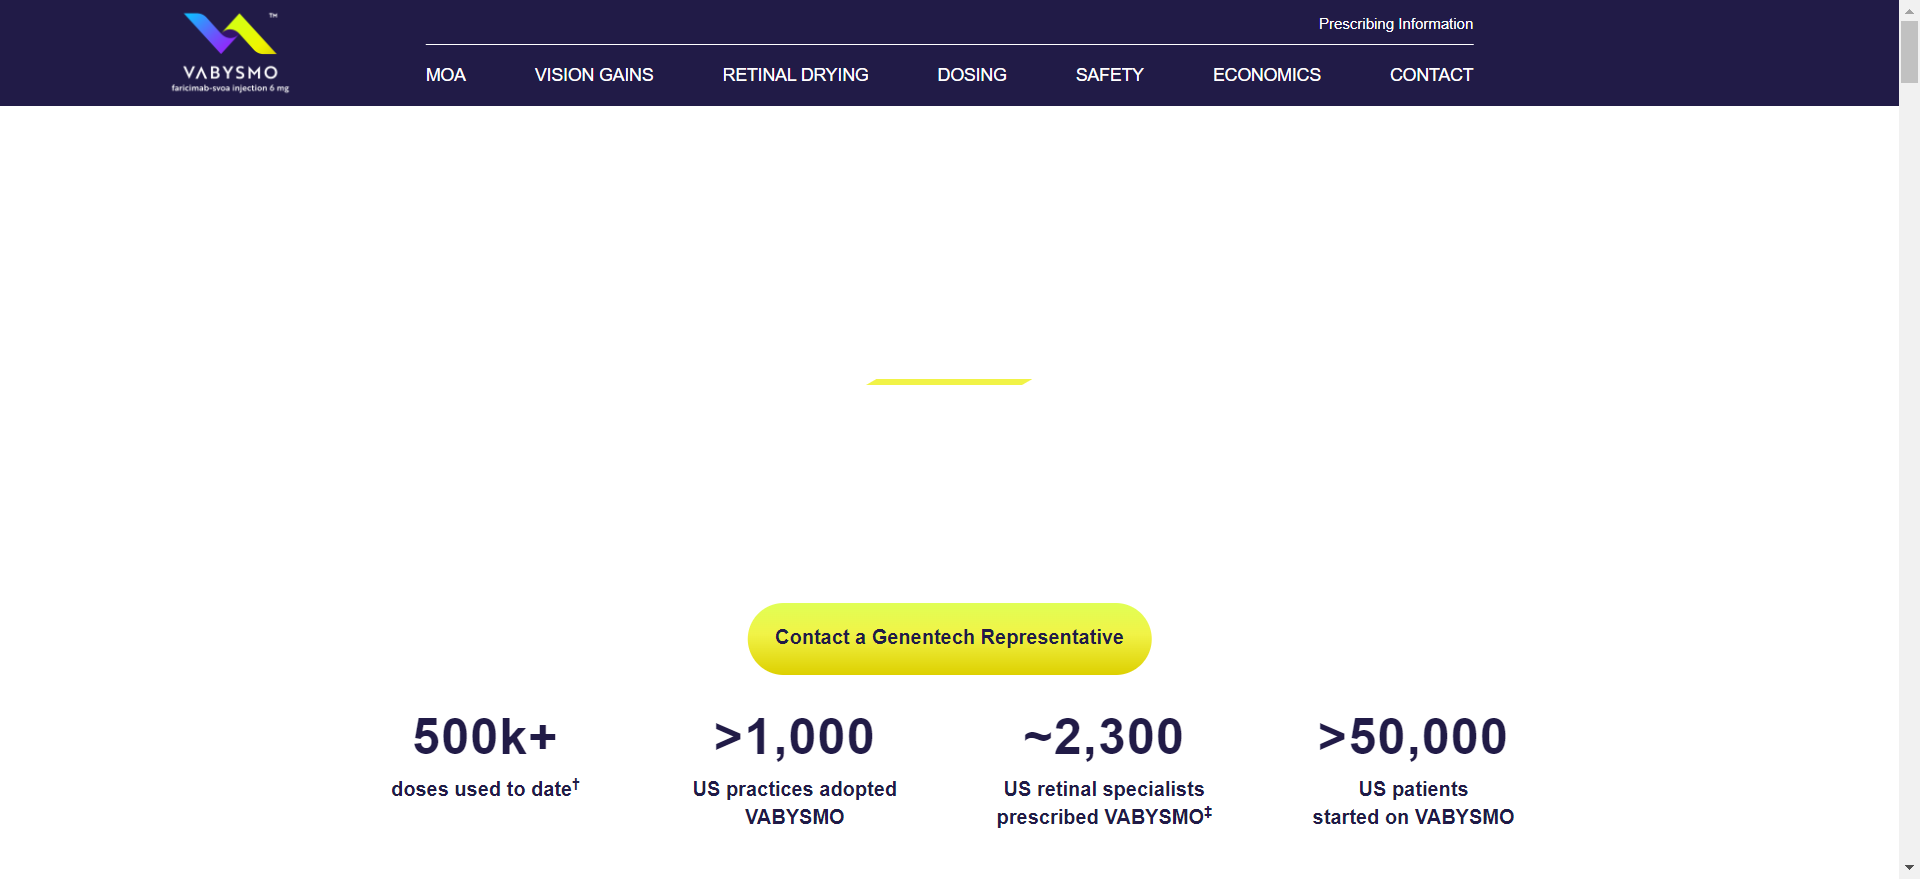 ™
VABYSMO
faricimab-svoa injection 6 mg
Prescribing Information
MOA VISION GAINS RETINAL DRYING DOSING SAFETY ECONOMICS CONTACT
Contact a Genentech Representative
500k+
doses used to date†
>1,000
US practices adopted
VABYSMO
~2,300
US retinal specialists
prescribed VABYSMO‡
>50,000
US patients
started on VABYSMO